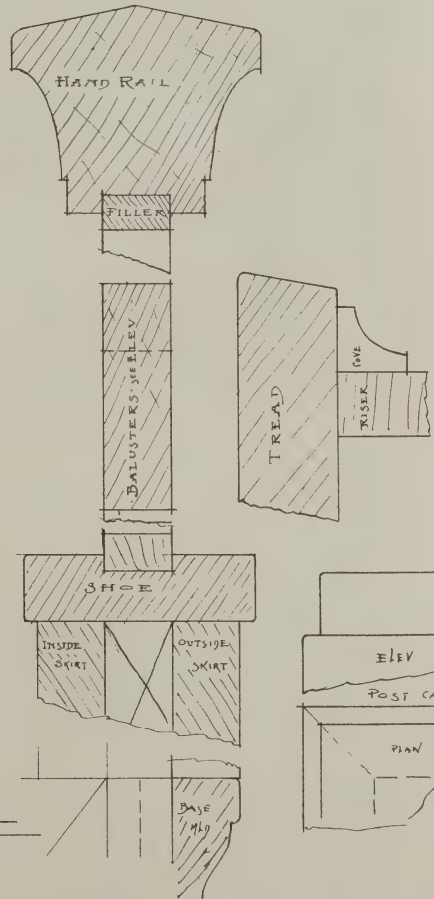 HAND RAIL
FILLER
BALUSTERS. SEE ELEV
TREAD
COVE
RISER
SHOE
INSIDE
SKIRT
OUTSIDE
SKIRT
ELEV
POST CA
PLAN
BASE
MLD